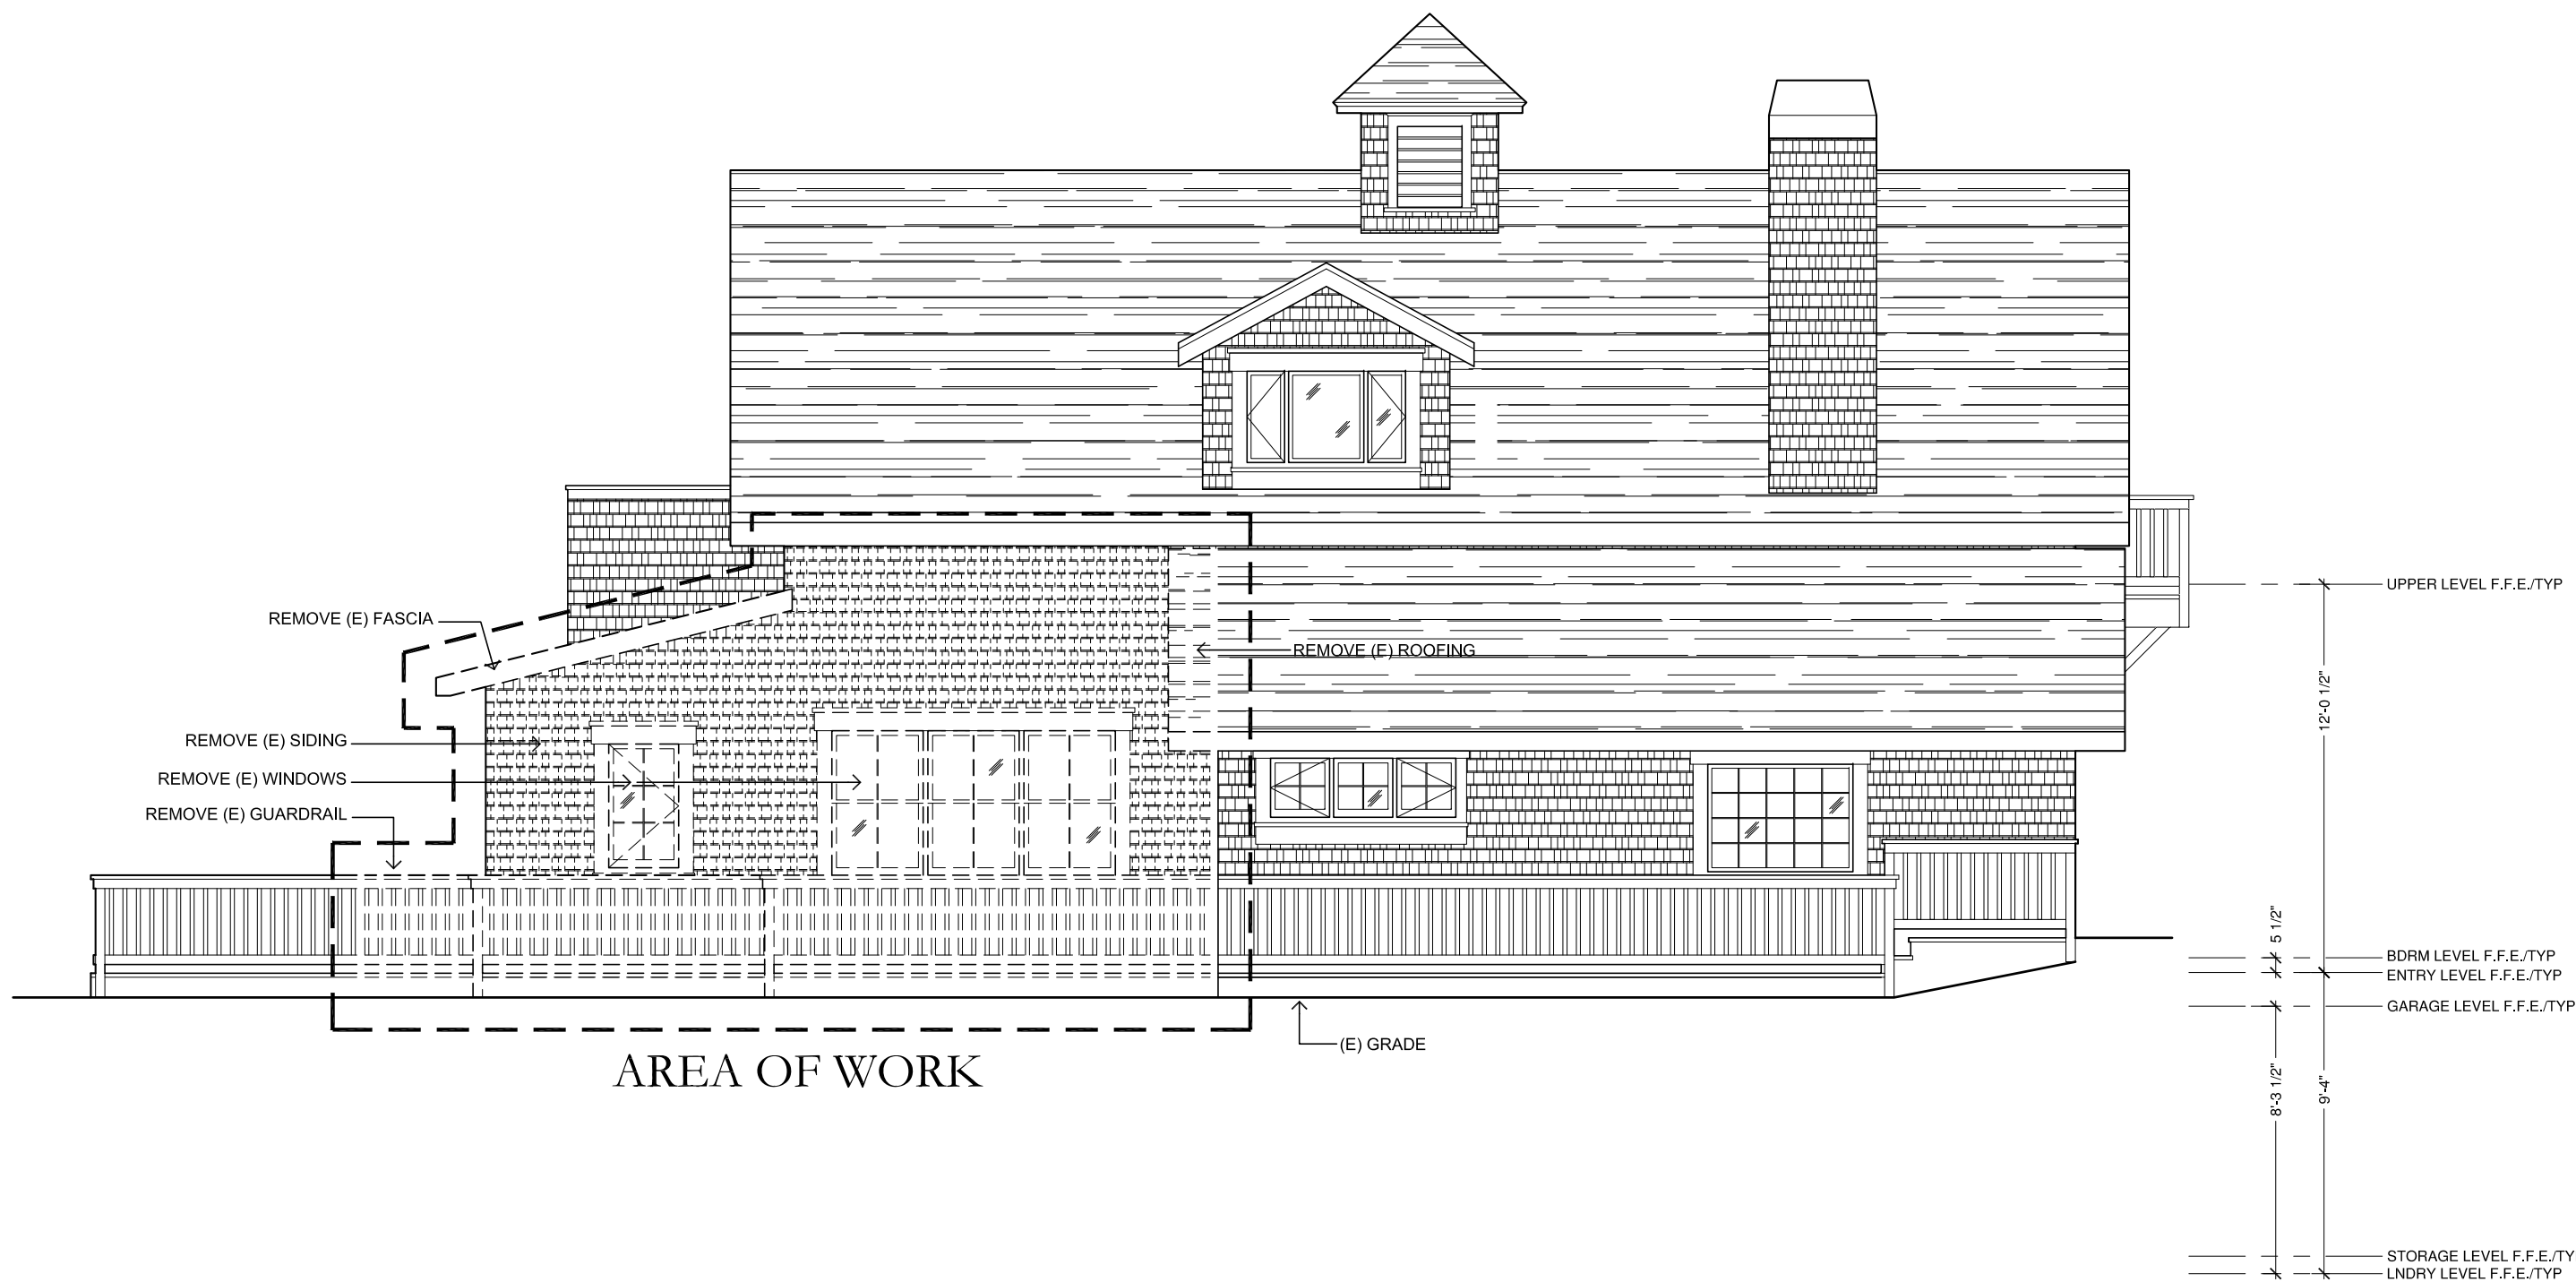 REMOVE (E) FASCIA
REMOVE (E) ROOFING
REMOVE (E) SIDING
REMOVE (E) WINDOWS
REMOVE (E) GUARDRAIL
(E) GRADE
AREA OF WORK
UPPER LEVEL F.F.E./TYP
12'-0 1/2"
5 1/2"
BDRM LEVEL F.F.E./TYP
ENTRY LEVEL F.F.E./TYP
GARAGE LEVEL F.F.E./TYP
8'-3 1/2"
9'-4"
STORAGE LEVEL F.F.E./TY
LNDRY LEVEL F.F.E./TYP